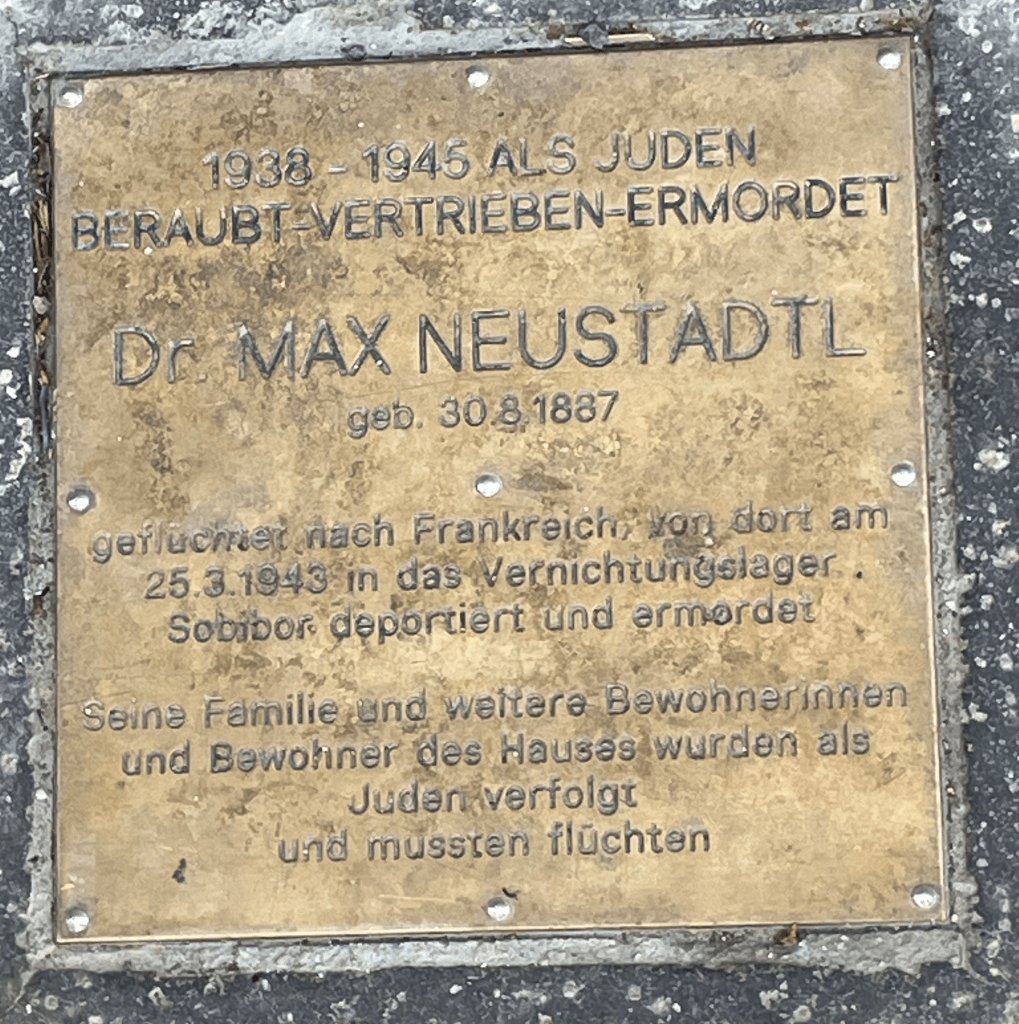 1938 - 1945 ALS JUDEN
BERAUBT-VERTRIEBEN-ERMORDET
Dr. MAX NEUSTADTL
geb. 30.8.1887
geflüchtet nach Frankreich, von dort am
25.3.1943 in das Vernichtungslager
Sobibor deportiert und ermordet
Seine Familie und weitere BewohnerInnen
und Bewohner des Hauses wurden als
Juden verfolgt
und mussten flüchten